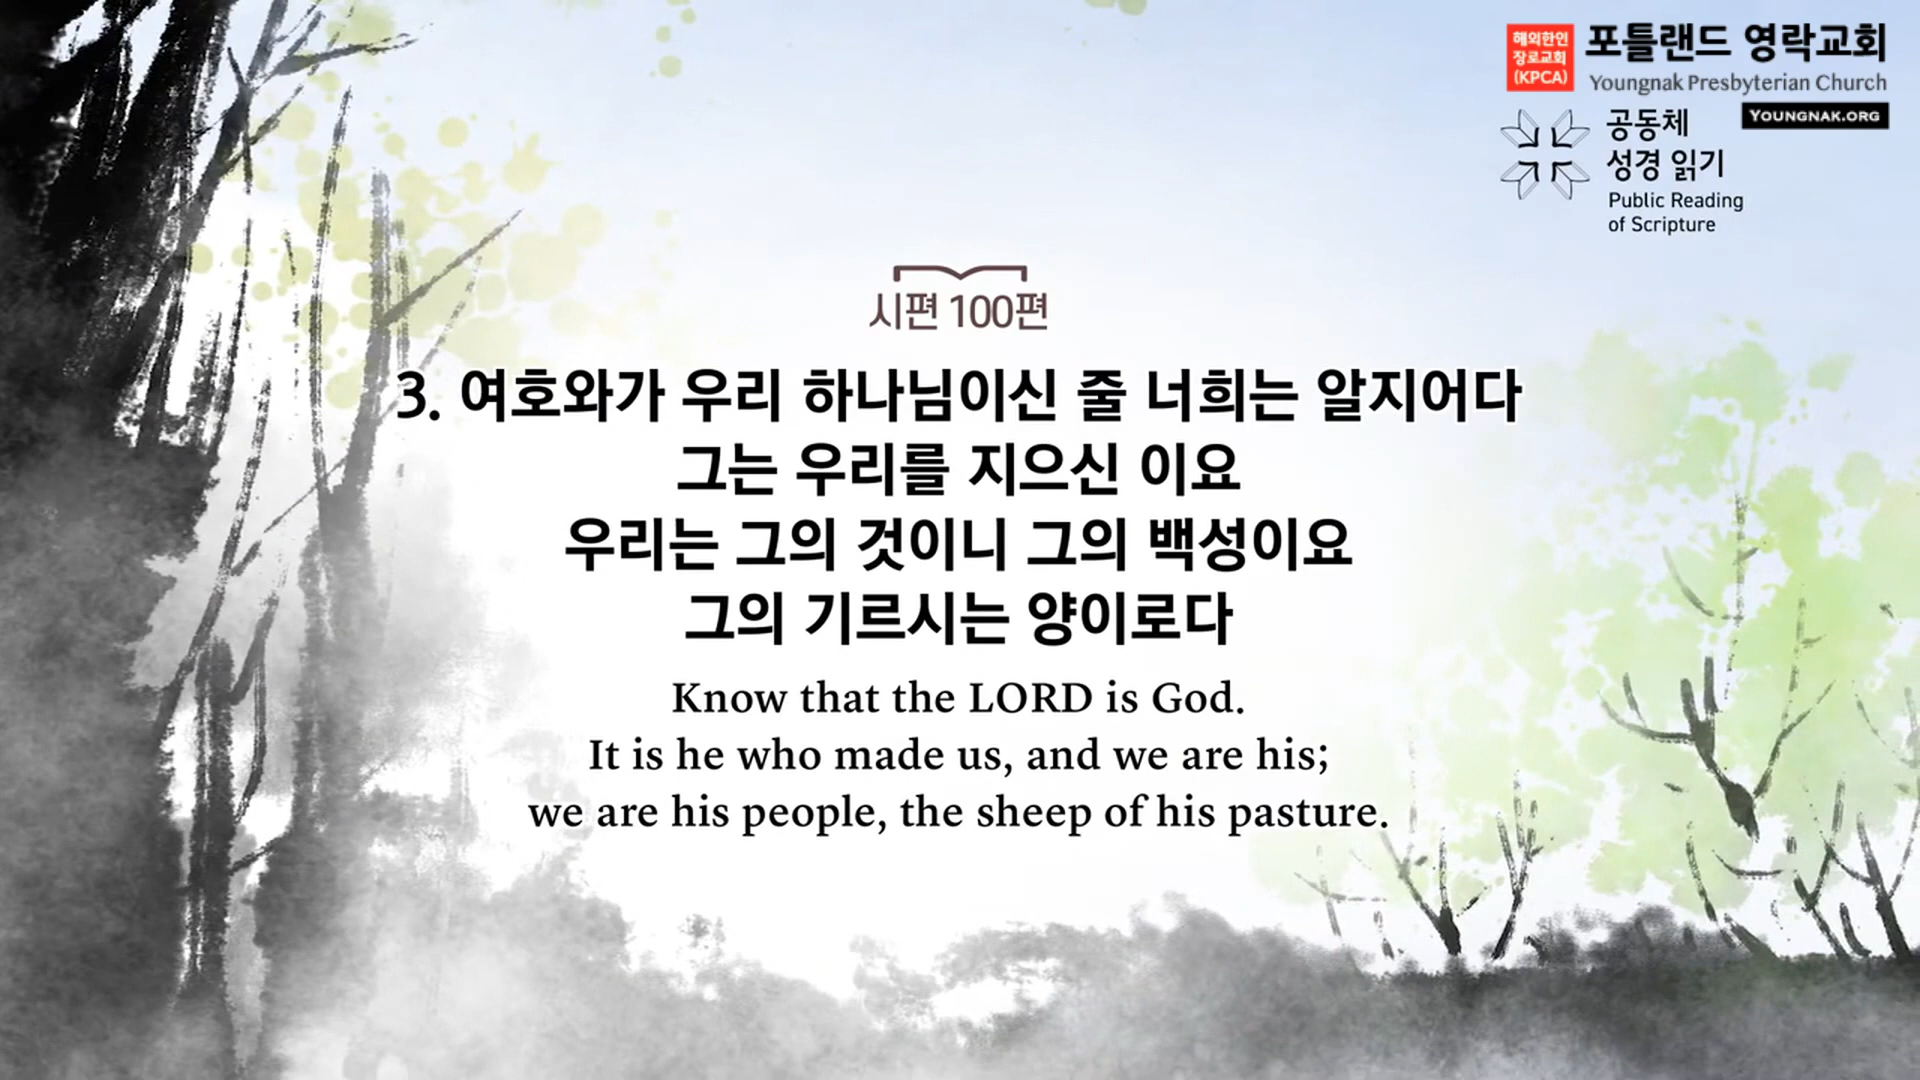 해외한인
장로교회
(KPCA)
포틀랜드 영락교회
Youngnak Presbyterian Church
YOUNGNAK.ORG
공동체
성경 읽기
Public Reading
of Scripture
시편 100편
3. 여호와가 우리 하나님이신 줄 너희는 알지어다
그는 우리를 지으신 이요
우리는 그의 것이니 그의 백성이요
그의 기르시는 양이로다
Know that the LORD is God.
It is he who made us, and we are his;
we are his people, the sheep of his pasture.